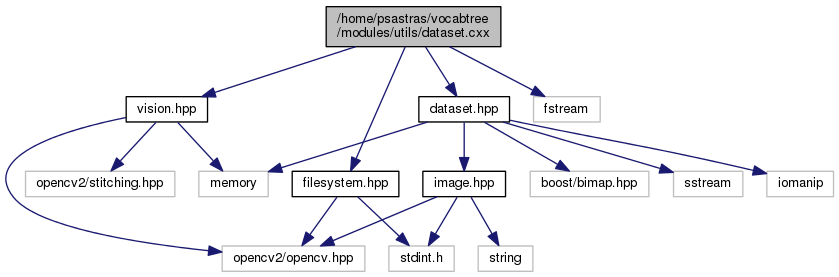 /home/psastras/vocabtree
/modules/utils/dataset.cxx
vision.hpp
dataset.hpp
fstream
opencv2/stitching.hpp
memory
filesystem.hpp
image.hpp
boost/bimap.hpp
sstream
iomanip
opencv2/opencv.hpp
stdint.h
string